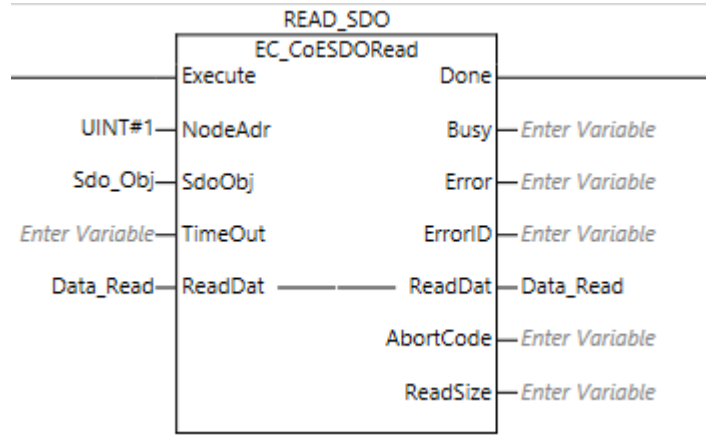 READ_SDO
EC_CoESDORead
Execute Done
UINT#1 NodeAdr Busy Enter Variable
Sdo_Obj SdoObj Error Enter Variable
Enter Variable TimeOut ErrorID Enter Variable
Data_Read ReadDat ReadDat Data_Read
AbortCode Enter Variable
ReadSize Enter Variable